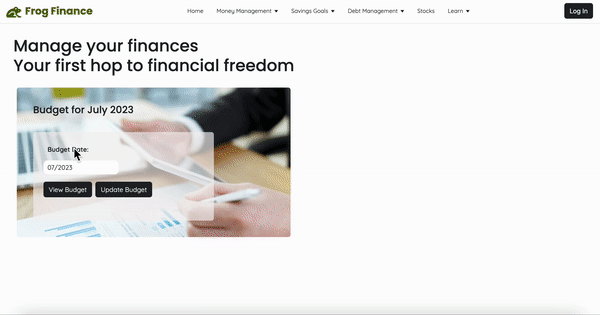 Frog Finance
Home Money Management Savings Goals Debt Management Stocks Learn Log In
Manage your finances
Your first hop to financial freedom
Budget for July 2023
Budget Date:
07/2023
View Budget Update Budget